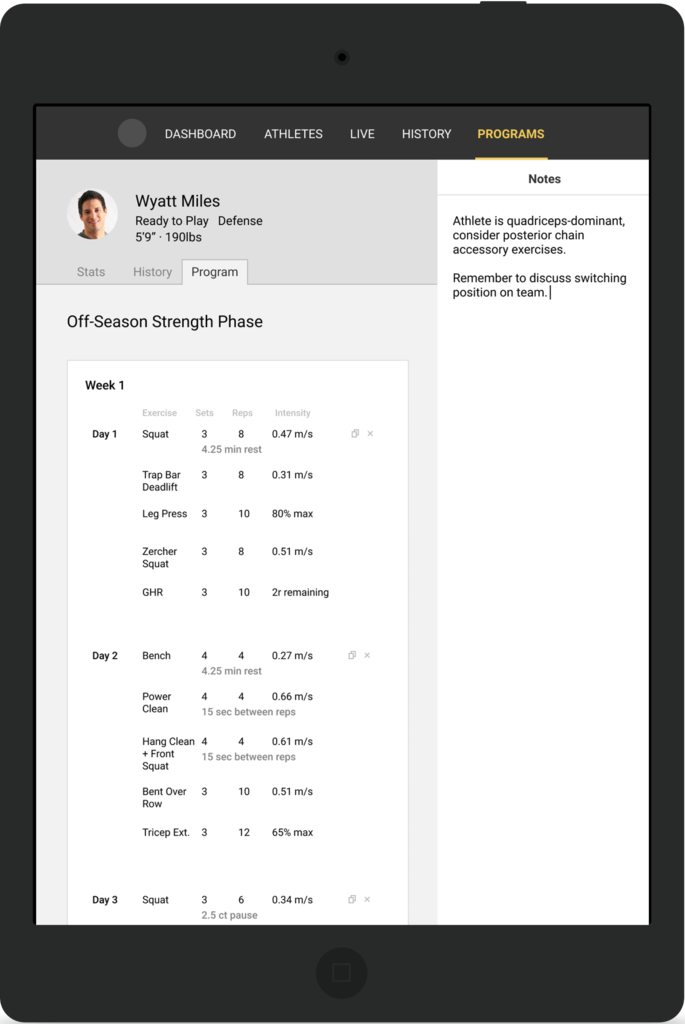 DASHBOARD ATHLETES LIVE HISTORY PROGRAMS
Wyatt Miles
Ready to Play Defense
5’9” · 190lbs
Stats History Program
Off-Season Strength Phase
Week 1
Exercise Sets Reps Intensity
Day 1 Squat 3 8 0.47 m/s
4.25 min rest
Trap Bar 3 8 0.31 m/s
Deadlift
Leg Press 3 10 80% max
Zercher 3 8 0.51 m/s
Squat
GHR 3 10 2r remaining
Day 2 Bench 4 4 0.27 m/s
4.25 min rest
Power 4 4 0.66 m/s
Clean 15 sec between reps
Hang Clean 4 4 0.61 m/s
+ Front 15 sec between reps
Squat
Bent Over 3 10 0.51 m/s
Row
Tricep Ext. 3 12 65% max
Day 3 Squat 3 6 0.34 m/s
2.5 ct pause
Notes
Athlete is quadriceps-dominant,
consider posterior chain
accessory exercises.
Remember to discuss switching
position on team.